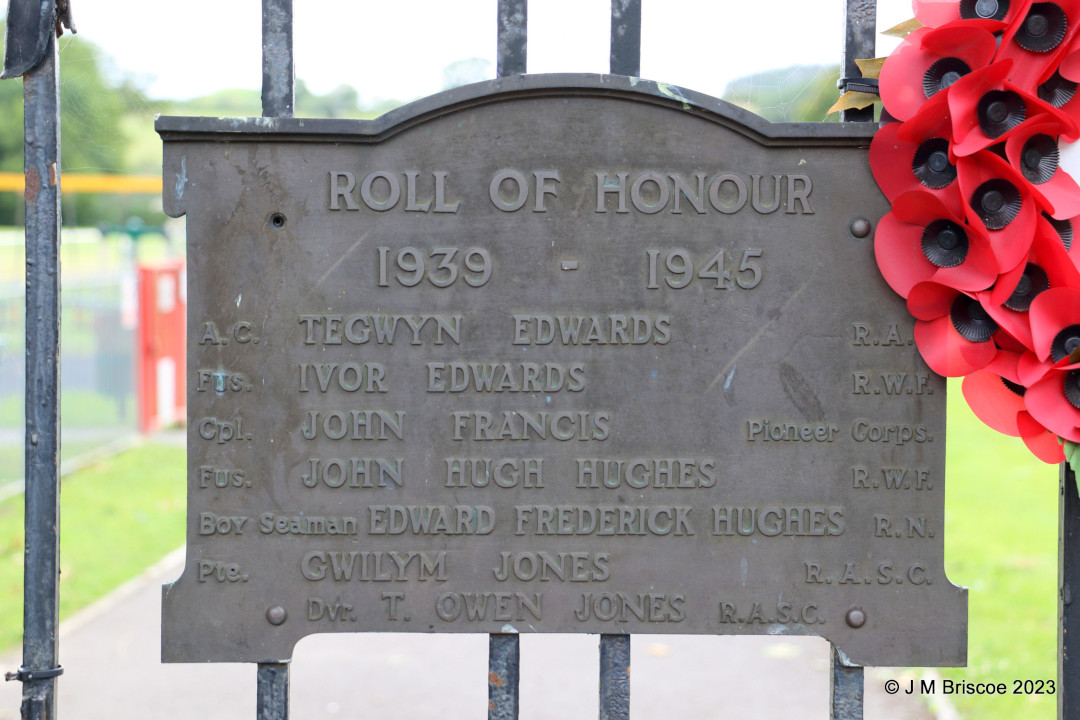 ROLL OF HONOUR
1939 - 1945
A.C. TEGWYN EDWARDS R.A.
Fus. IVOR EDWARDS R.W.F.
Cpl. JOHN FRANCIS Pioneer Corps.
Fus. JOHN HUGH HUGHES R.W.F.
Boy Seaman EDWARD FREDERICK HUGHES R.N.
Pte. GWILYM JONES R.A.S.C.
Dvr. T. OWEN JONES R.A.S.C.
© J M Briscoe 2023